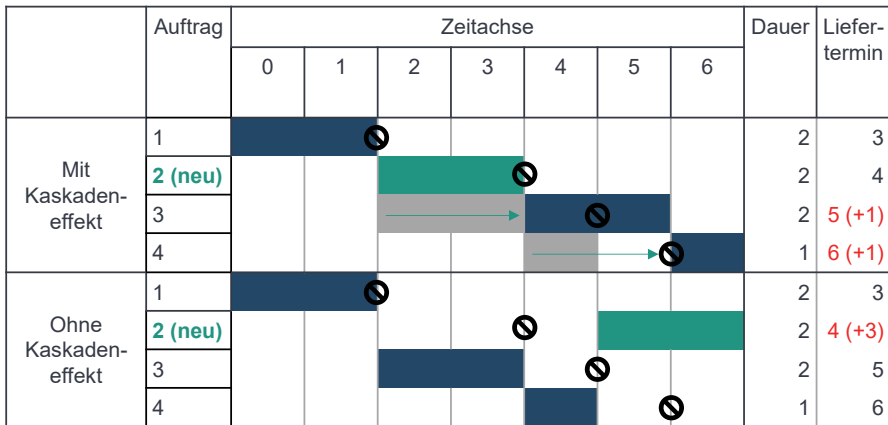 Auftrag Zeitachse Dauer Liefer-
termin
0 1 2 3 4 5 6
Mit
Kaskaden-
effekt
1 2 3
2 (neu) 2 4
3 2 5 (+1)
4 1 6 (+1)
Ohne
Kaskaden-
effekt
1 2 3
2 (neu) 2 4 (+3)
3 2 5
4 1 6